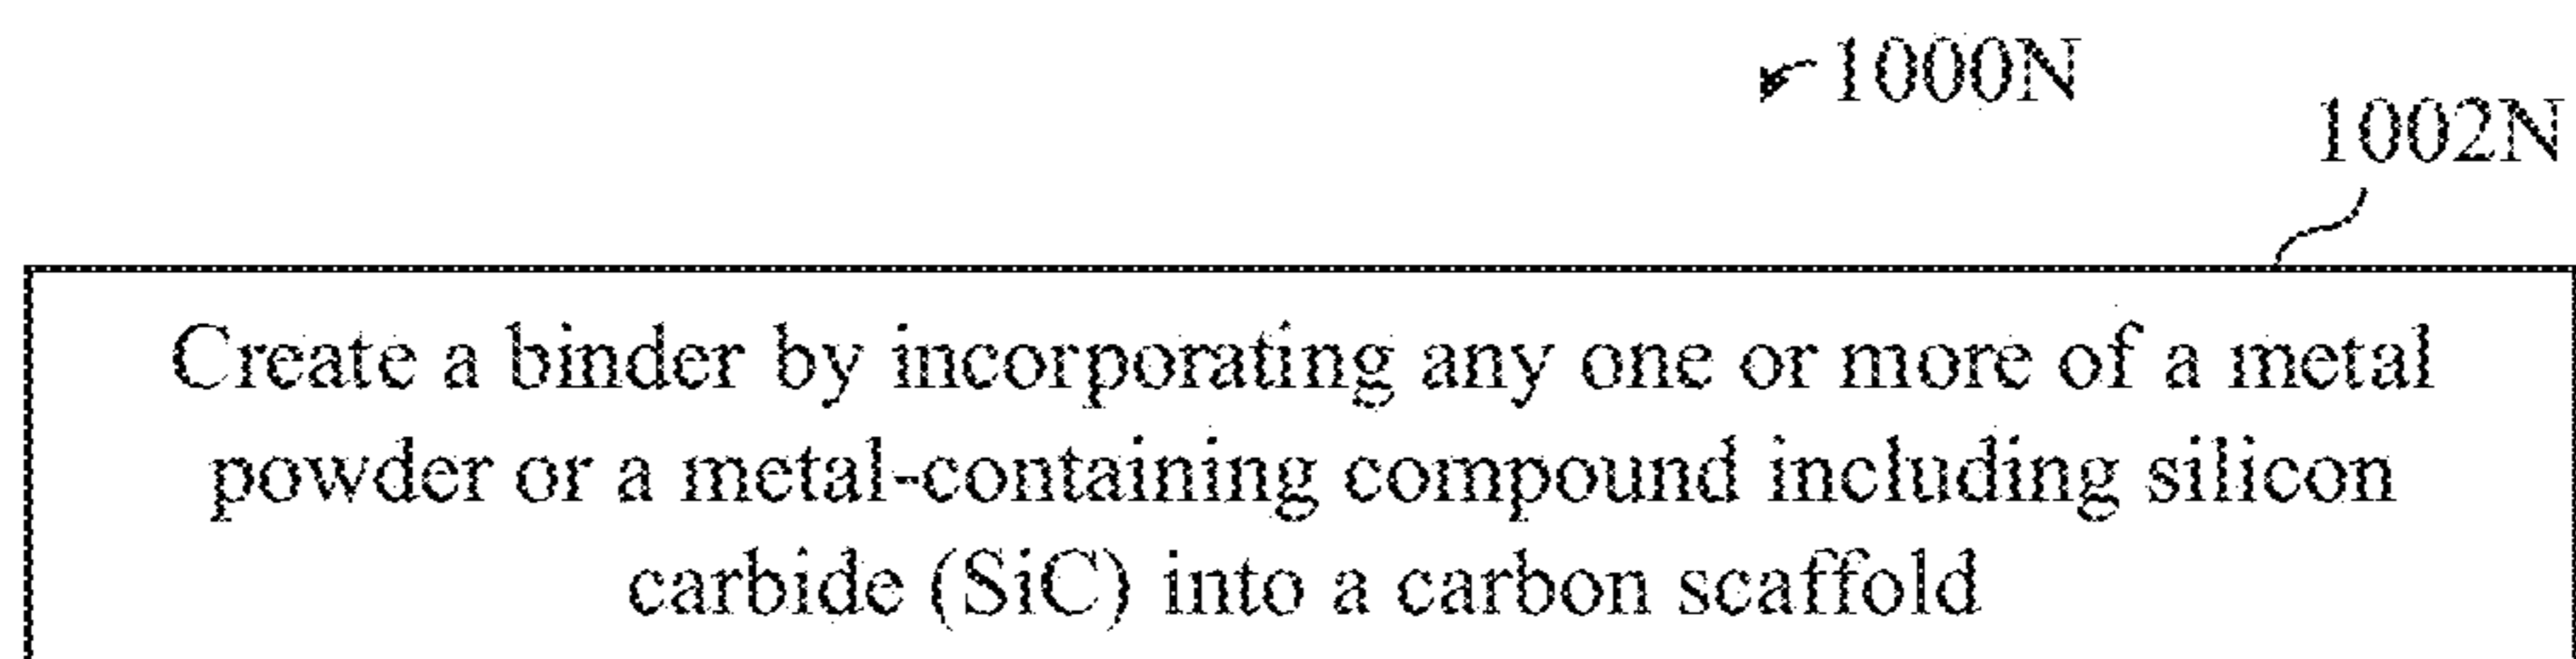 1000N
1002N
Create a binder by incorporating any one or more of a metal
powder or a metal-containing compound including silicon
carbide (SiC) into a carbon scaffold